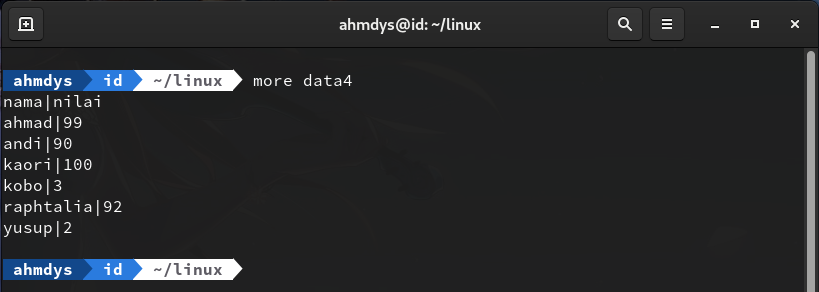 ahmdys@id: ~/linux
ahmdys id ~/linux more data4
nama|nilai
ahmad|99
andi|90
kaori|100
kobo|3
raphtalia|92
yusup|2
ahmdys id ~/linux